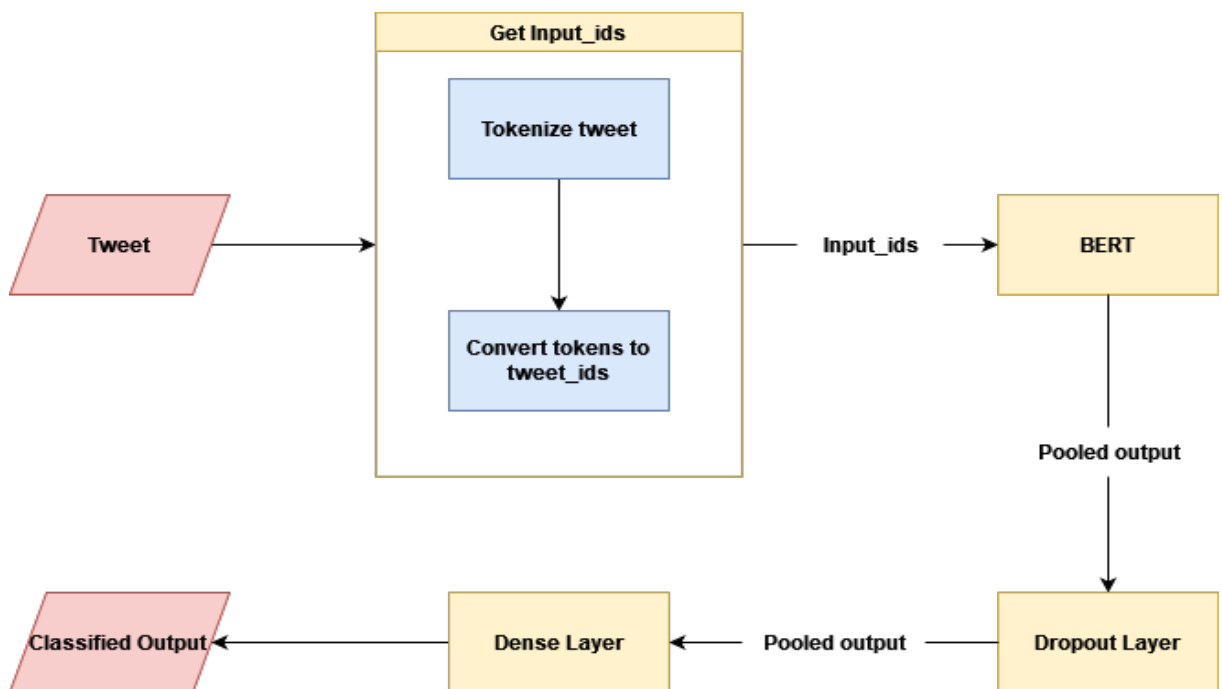 Get Input_ids
Tokenize tweet
Tweet
Input_ids
BERT
Convert tokens to
tweet_ids
Pooled output
Classified Output
Dense Layer
Pooled output
Dropout Layer